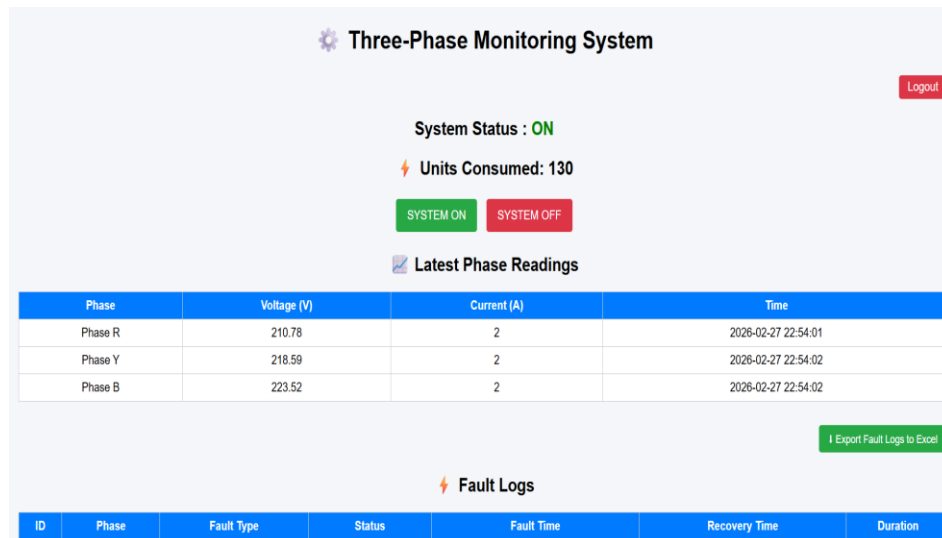 Three-Phase Monitoring System
Logout
System Status : ON
Units Consumed: 130
SYSTEM ON SYSTEM OFF
Latest Phase Readings
Phase Voltage (V) Current (A) Time
Phase R 210.78 2 2026-02-27 22:54:01
Phase Y 218.59 2 2026-02-27 22:54:02
Phase B 223.52 2 2026-02-27 22:54:02
Export Fault Logs to Excel
Fault Logs
ID Phase Fault Type Status Fault Time Recovery Time Duration